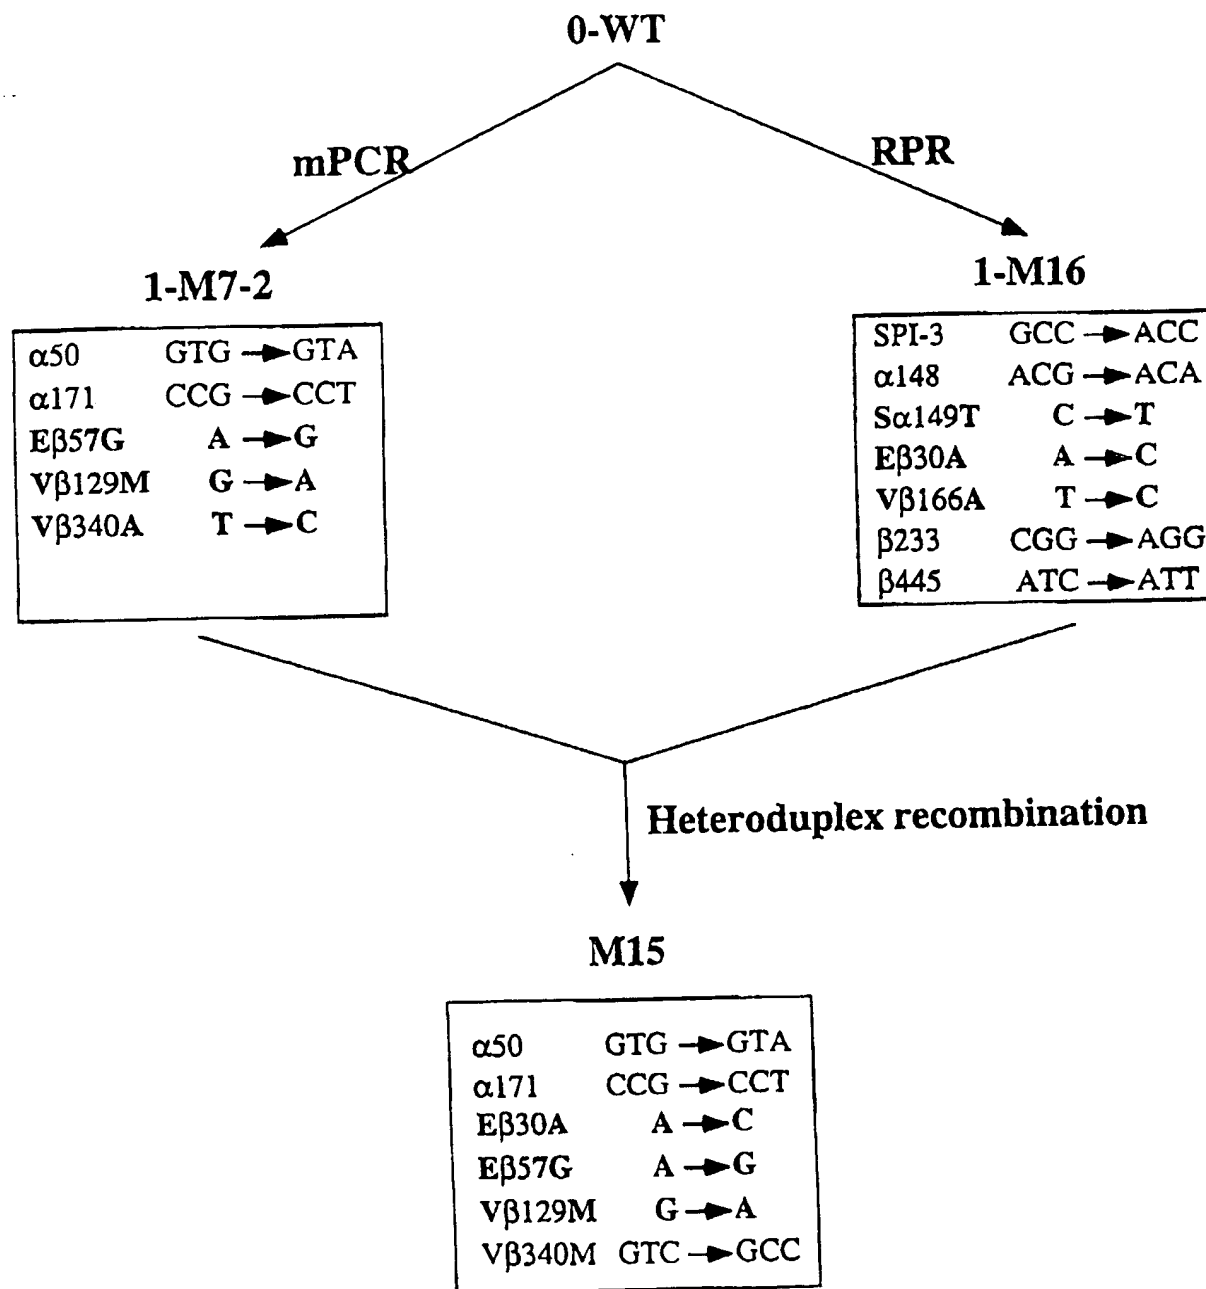 0-WT
mPCR
RPR
1-M7-2
α50 GTG → GTA
α171 CCG → CCT
Eβ57G A → G
Vβ129M G → A
Vβ340A T → C
1-M16
SPI-3 GCC → ACC
α148 ACG → ACA
Sα149T C → T
Eβ30A A → C
Vβ166A T → C
β233 CGG → AGG
β445 ATC → ATT
Heteroduplex recombination
M15
α50 GTG → GTA
α171 CCG → CCT
Eβ30A A → C
Eβ57G A → G
Vβ129M G → A
Vβ340M GTC → GCC